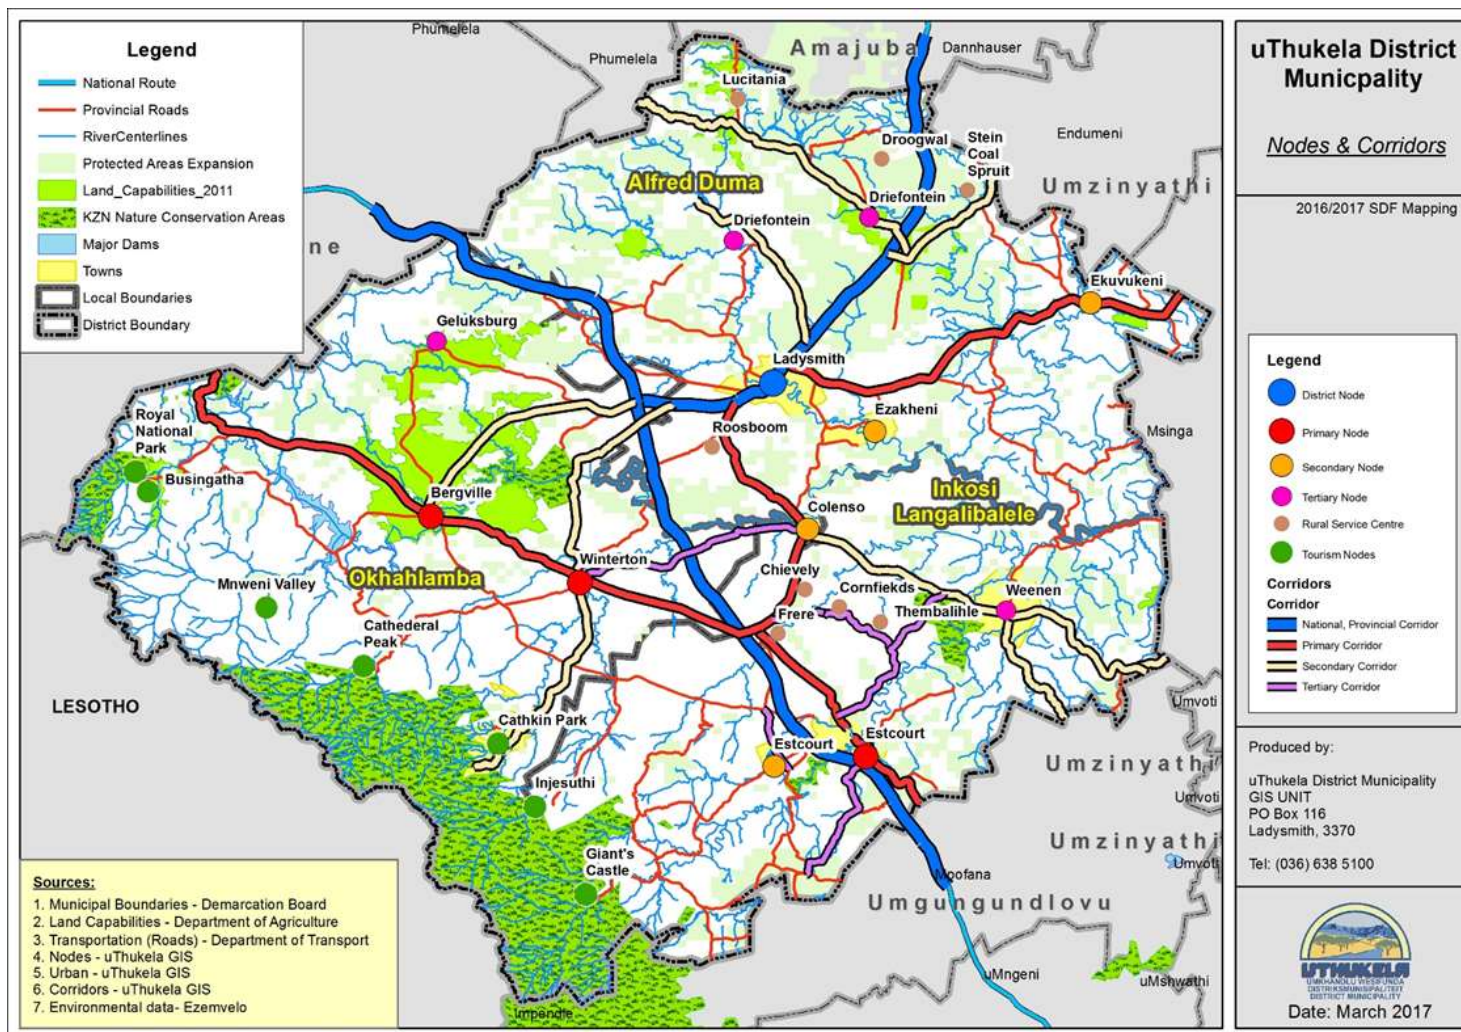 Legend
National Route
Provincial Roads
RiverCenterlines
Protected Areas Expansion
Land_Capabilities_2011
KZN Nature Conservation Areas
Major Dams
Towns
Local Boundaries
District Boundary
Phumelela
Phumelela
Amajuba
Dannhauser
Endumeni
Umzinyathi
ne
Lucitania
Droogwal
Stein
Coal
Spruit
Alfred Duma
Driefontein
Driefontein
Ekuvukeni
Geluksburg
Ladysmith
Ezakheni
Roosboom
Msinga
Royal
National
Park
Busingatha
Bergville
Inkosi
Langalibalele
Colenso
Winterton
Okhahlamba
Chievely
Cornfiekds
Weenen
Mnweni Valley
Frere
Thembalihle
Cathederal
Peak
LESOTHO
Cathkin Park
Estcourt
Estcourt
Injesuthi
Giant's
Castle
Umvoti
Umzinyathi
Umvoti
Umzinyathi
Umvoti
Moofana
Umgungundlovu
uMngeni
uMshwathi
Impendle
Sources:
1. Municipal Boundaries - Demarcation Board
2. Land Capabilities - Department of Agriculture
3. Transportation (Roads) - Department of Transport
4. Nodes - uThukela GIS
5. Urban - uThukela GIS
6. Corridors - uThukela GIS
7. Environmental data- Ezemvelo
uThukela District
Municpality
Nodes & Corridors
2016/2017 SDF Mapping
Legend
District Node
Primary Node
Secondary Node
Tertiary Node
Rural Service Centre
Tourism Nodes
Corridors
Corridor
National, Provincial Corridor
Primary Corridor
Secondary Corridor
Tertiary Corridor
Produced by:
uThukela District Municipality
GIS UNIT
PO Box 116
Ladysmith, 3370
Tel: (036) 638 5100
UTHUKELA
UMKHANDLU WESIFUNDA
DISTRIKSMUNISIPALITEIT
DISTRICT MUNICIPALITY
Date: March 2017